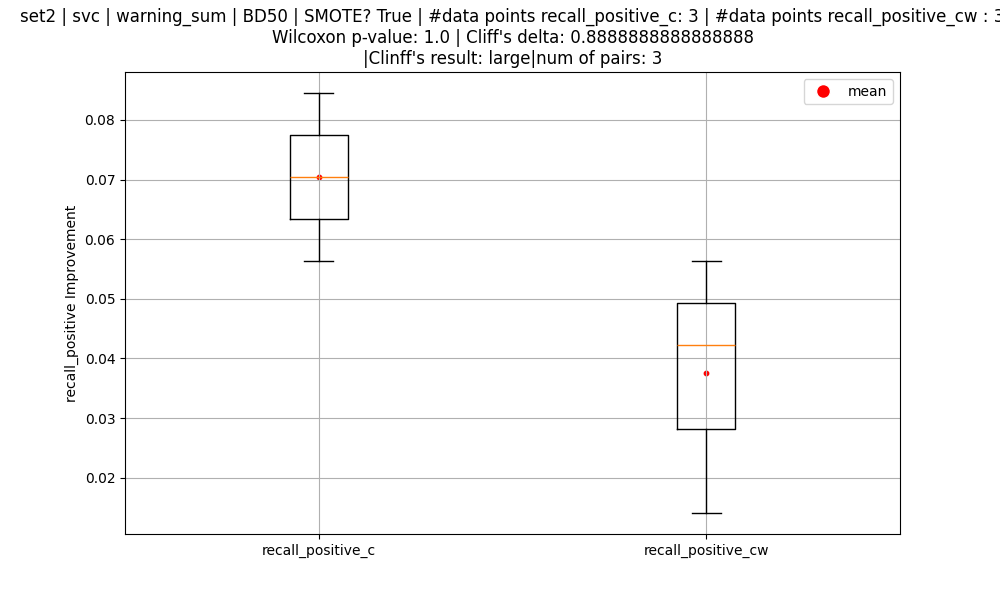 set2 | svc | warning_sum | BD50 | SMOTE? True | #data points recall_positive_c: 3 | #data points recall_positive_cw : 3
Wilcoxon p-value: 1.0 | Cliff's delta: 0.8888888888888888
|Clinff's result: large|num of pairs: 3
mean
0.08
0.07
0.06
0.05
0.04
0.03
0.02
recall_positive Improvement
recall_positive_c
recall_positive_cw